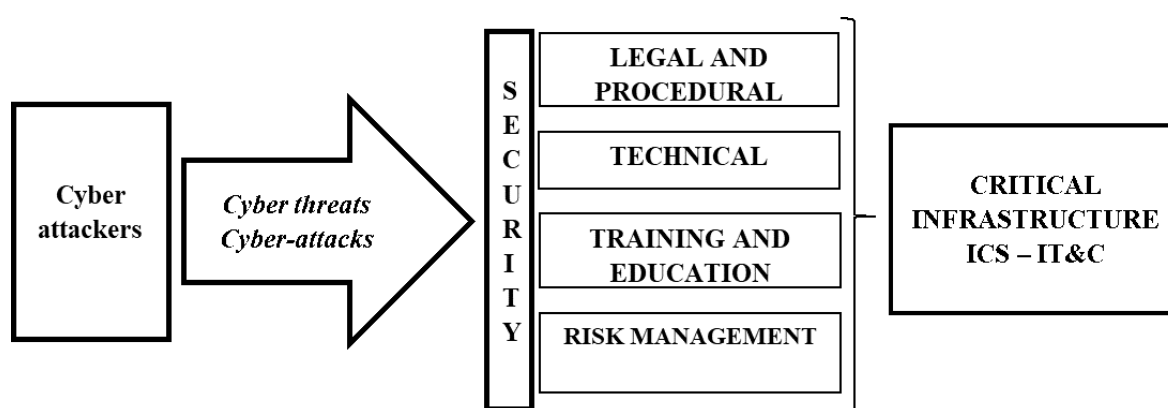 Cyber
attackers
Cyber threats
Cyber-attacks
S
E
C
U
R
I
T
Y
LEGAL AND
PROCEDURAL
TECHNICAL
TRAINING AND
EDUCATION
RISK MANAGEMENT
CRITICAL
INFRASTRUCTURE
ICS – IT&C